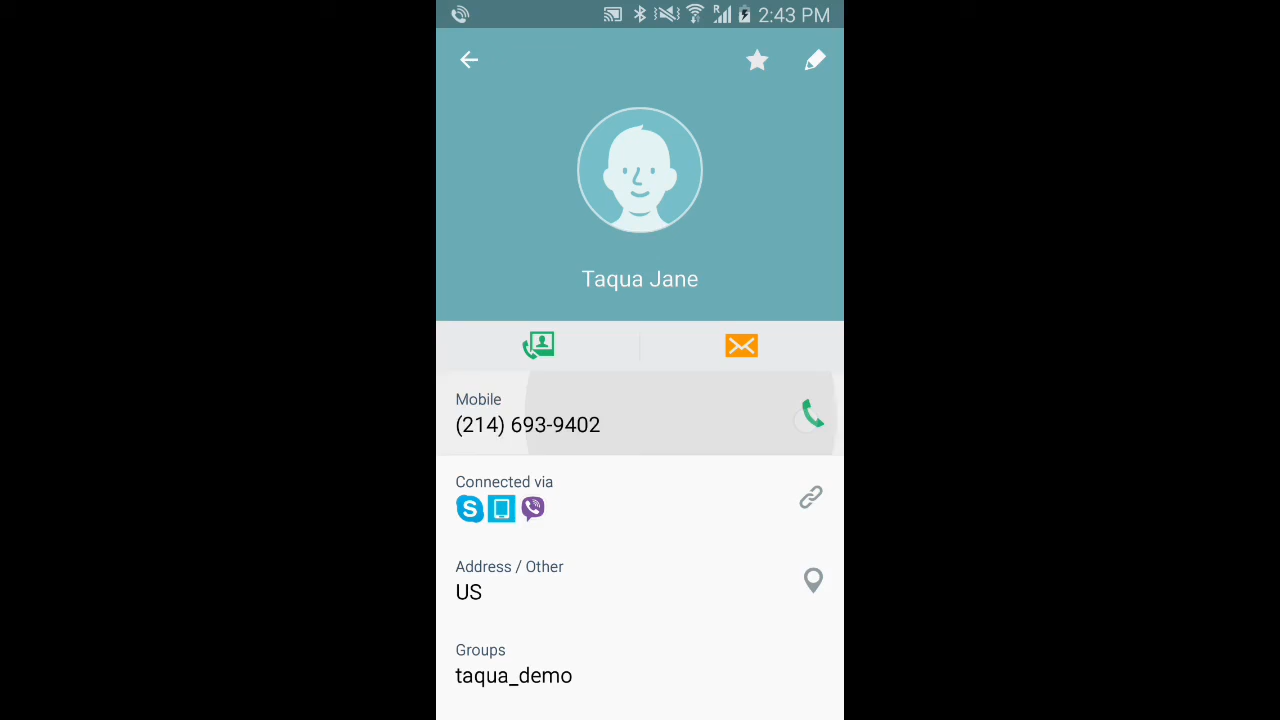 R
2:43 PM
Taqua Jane
Mobile
(214) 693-9402
Connected via
S
Address / Other
US
Groups
taqua_demo